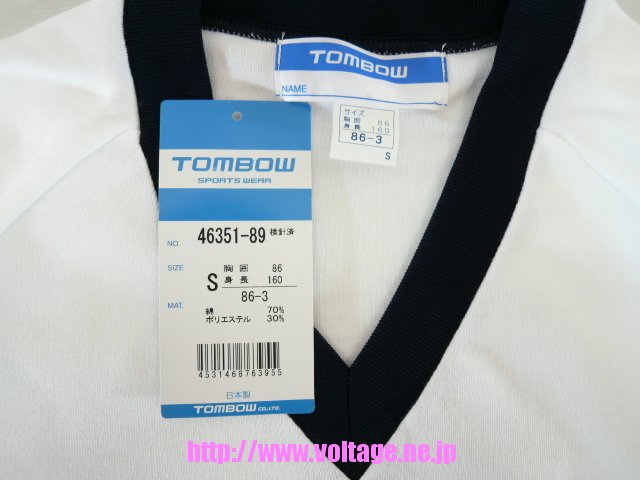 TOMBOW
NAME
サイズ
胸囲 86
身長 160
86-3
S
TOMBOW
SPORTS WEAR
NO. 46351-89 検針済
SIZE S 胸囲 86
身長 160
86-3
MAT. 綿 70%
ポリエステル 30%
4531468763955
日本製
TOMBOW CO.,LTD.
http://www.voltage.ne.jp